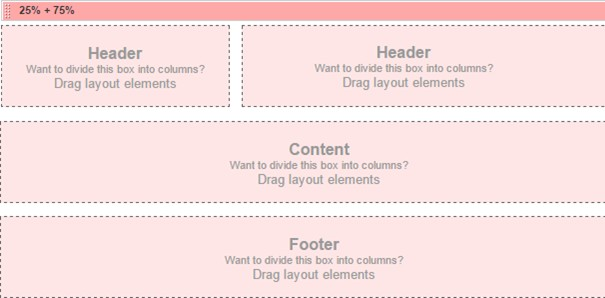 25% + 75%
Header
Want to divide this box into columns?
Drag layout elements
Header
Want to divide this box into columns?
Drag layout elements
Content
Want to divide this box into columns?
Drag layout elements
Footer
Want to divide this box into columns?
Drag layout elements